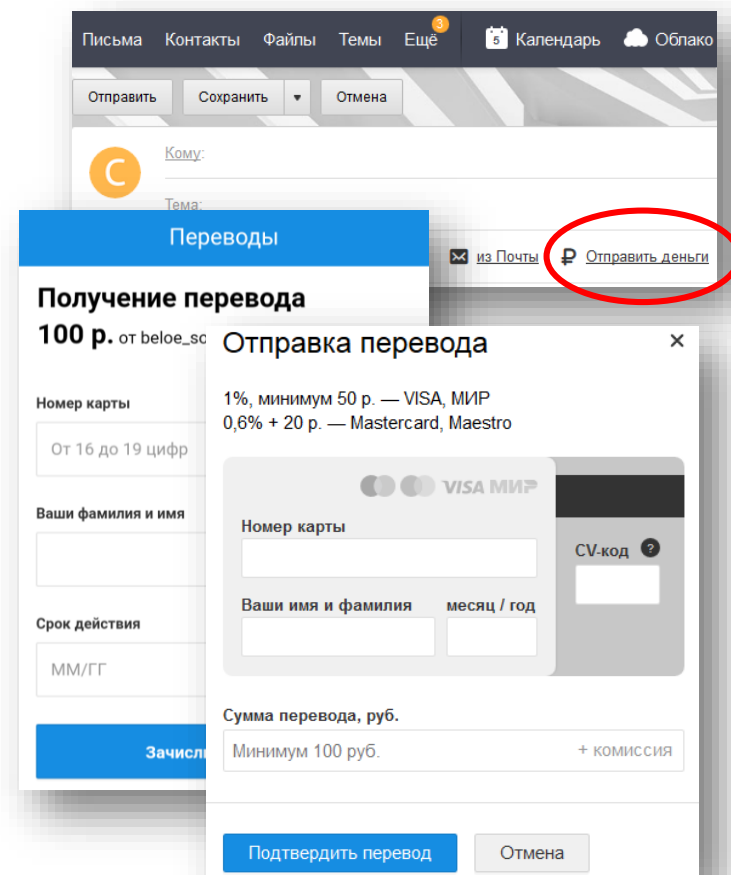 Письма Контакты Файлы Темы Ещё 3 5 Календарь Облако
Отправить Сохранить Отмена
С
Кому:
Тема:
из Почты Отправить деньги
Переводы
Получение перевода
100 р. от beloe_sc
Номер карты
От 16 до 19 цифр
Ваши фамилия и имя
Срок действия
ММ/ГГ
Отправка перевода ×
1%, минимум 50 р. — VISA, МИР
0,6% + 20 р. — Mastercard, Maestro
VISA МИР
Номер карты
CV-код ?
Ваши имя и фамилия месяц / год
Сумма перевода, руб.
Минимум 100 руб. + комиссия
Подтвердить перевод Отмена